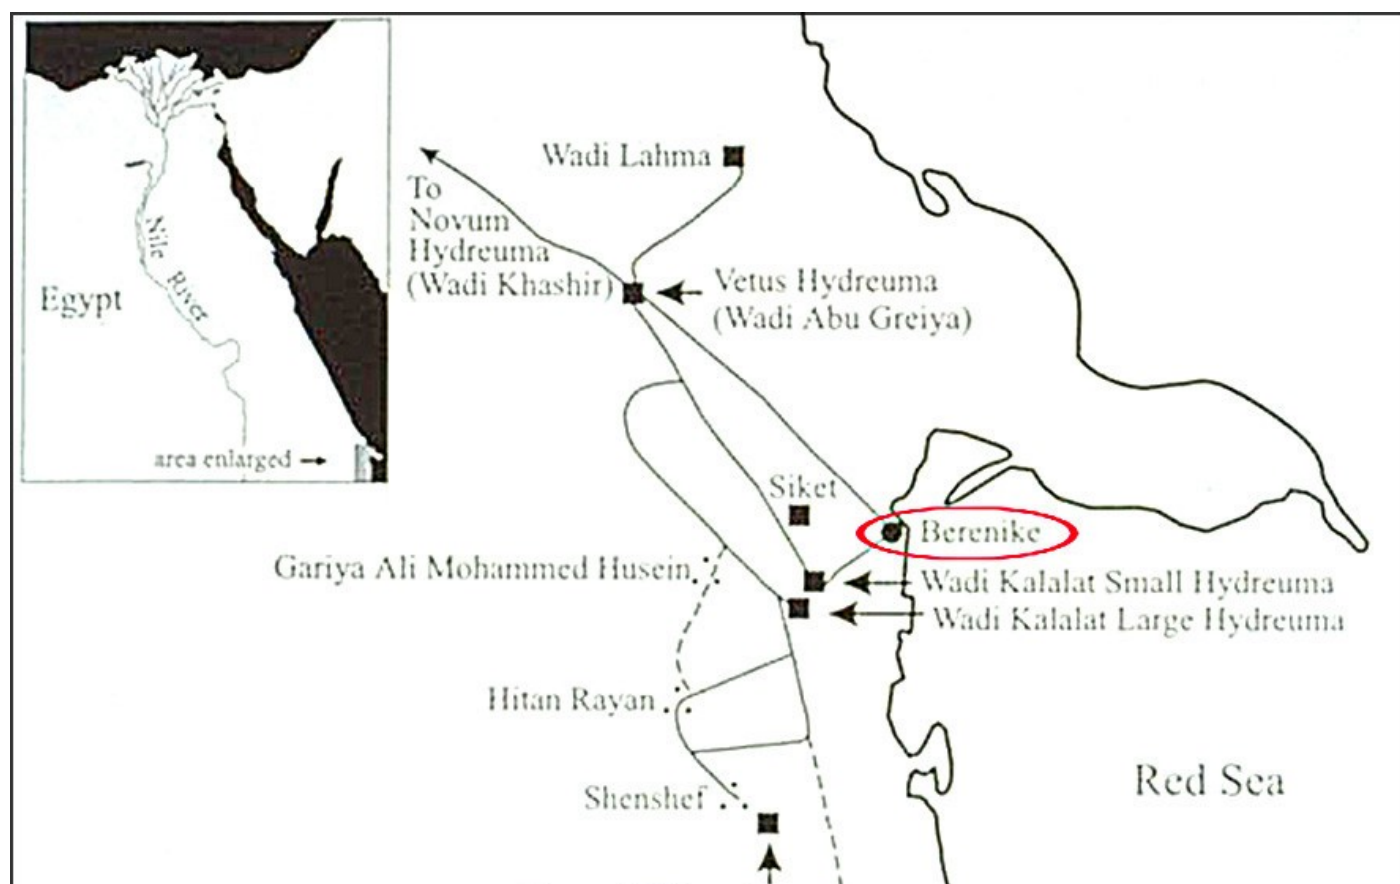 Egypt
Nile River
area enlarged
Wadi Lahma
To
Novum
Hydreuma
(Wadi Khashir)
Vetus Hydreuma
(Wadi Abu Greiya)
Siket
Berenike
Gariya Ali Mohammed Husein
Wadi Kalalat Small Hydreuma
Wadi Kalalat Large Hydreuma
Hitan Rayan
Shenshef
Red Sea